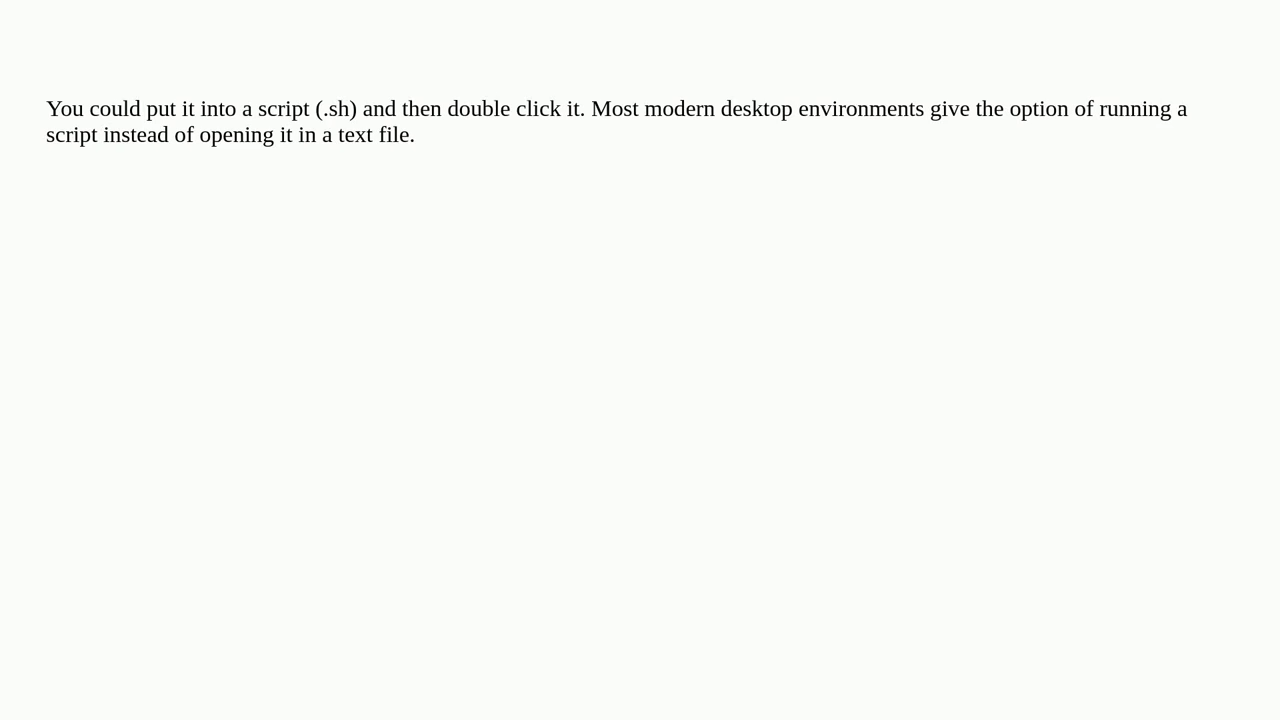 You could put it into a script (.sh) and then double click it. Most modern desktop environments give the option of running a
script instead of opening it in a text file.